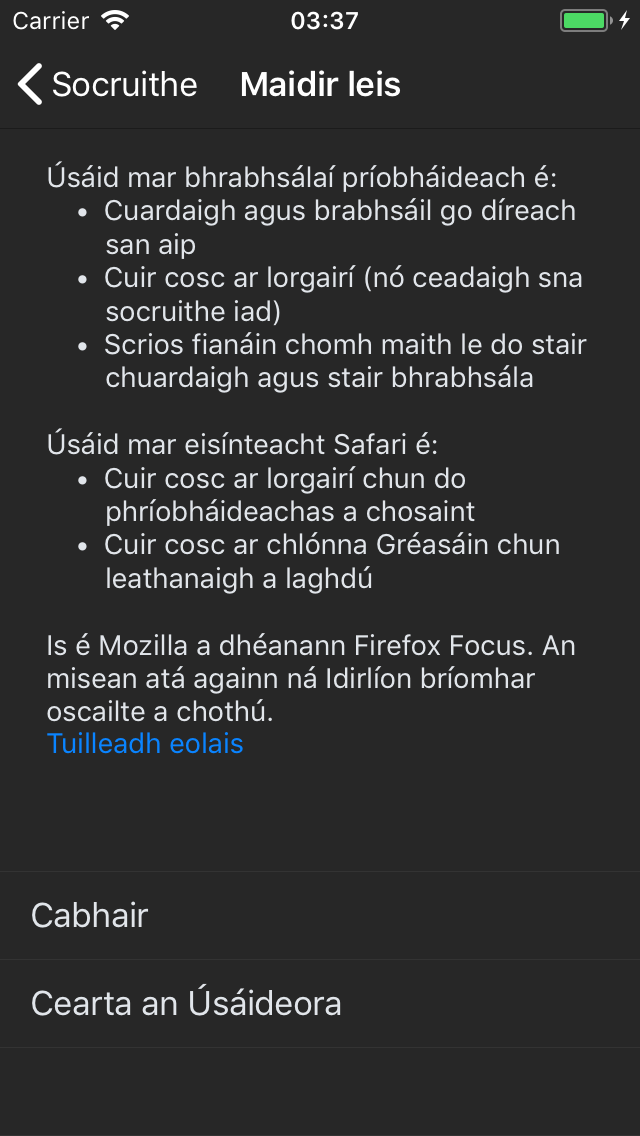 Carrier 03:37
Socruithe Maidir leis
Úsáid mar bhrabhsálaí príobháideach é:
• Cuardaigh agus brabhsáil go díreach
san aip
• Cuir cosc ar lorgairí (nó ceadaigh sna
socruithe iad)
• Scrios fianáin chomh maith le do stair
chuardaigh agus stair bhrabhsála
Úsáid mar eisínteacht Safari é:
• Cuir cosc ar lorgairí chun do
phríobháideachas a chosaint
• Cuir cosc ar chlónna Gréasáin chun
leathanaigh a laghdú
Is é Mozilla a dhéanann Firefox Focus. An
misean atá againn ná Idirlíon bríomhar
oscailte a chothú.
Tuilleadh eolais
Cabhair
Cearta an Úsáideora